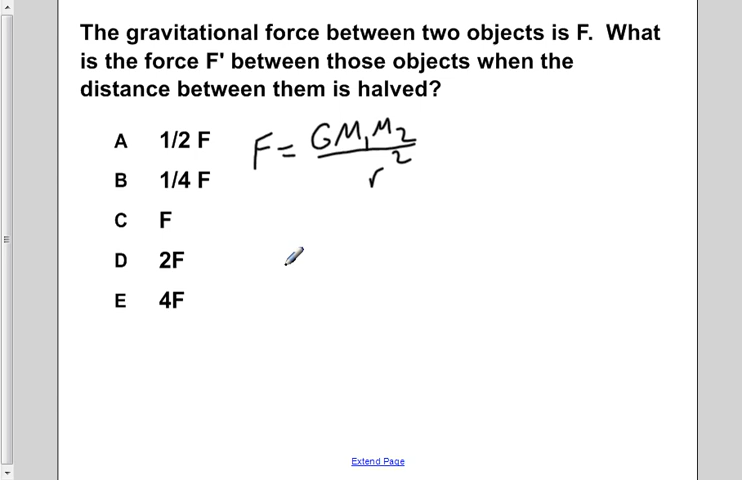 The gravitational force between two objects is F. What
is the force F' between those objects when the
distance between them is halved?
A 1/2 F
B 1/4 F
C F
D 2F
E 4F
F = GM₁M₂ / r²
Extend Page